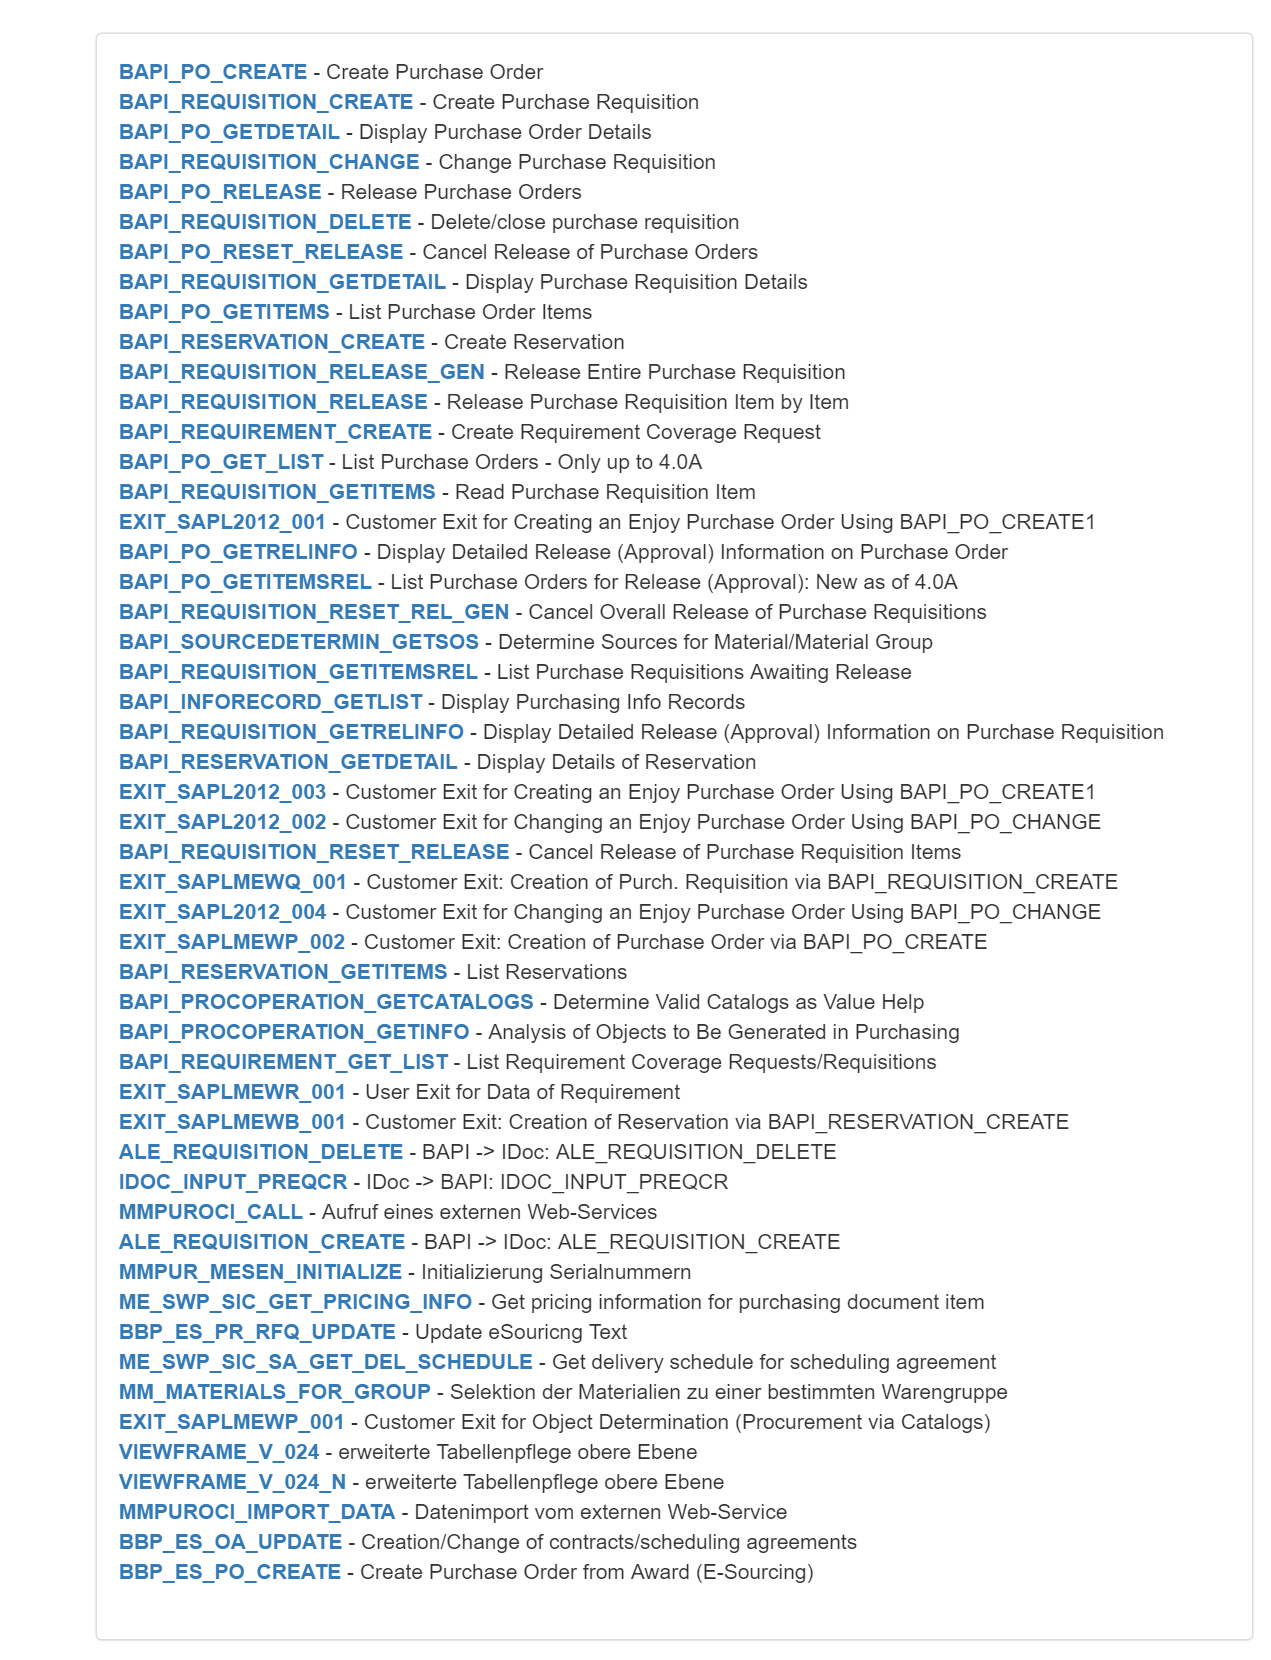 BAPI_PO_CREATE - Create Purchase Order
BAPI_REQUISITION_CREATE - Create Purchase Requisition
BAPI_PO_GETDETAIL - Display Purchase Order Details
BAPI_REQUISITION_CHANGE - Change Purchase Requisition
BAPI_PO_RELEASE - Release Purchase Orders
BAPI_REQUISITION_DELETE - Delete/close purchase requisition
BAPI_PO_RESET_RELEASE - Cancel Release of Purchase Orders
BAPI_REQUISITION_GETDETAIL - Display Purchase Requisition Details
BAPI_PO_GETITEMS - List Purchase Order Items
BAPI_RESERVATION_CREATE - Create Reservation
BAPI_REQUISITION_RELEASE_GEN - Release Entire Purchase Requisition
BAPI_REQUISITION_RELEASE - Release Purchase Requisition Item by Item
BAPI_REQUIREMENT_CREATE - Create Requirement Coverage Request
BAPI_PO_GET_LIST - List Purchase Orders - Only up to 4.0A
BAPI_REQUISITION_GETITEMS - Read Purchase Requisition Item
EXIT_SAPL2012_001 - Customer Exit for Creating an Enjoy Purchase Order Using BAPI_PO_CREATE1
BAPI_PO_GETRELINFO - Display Detailed Release (Approval) Information on Purchase Order
BAPI_PO_GETITEMSREL - List Purchase Orders for Release (Approval): New as of 4.0A
BAPI_REQUISITION_RESET_REL_GEN - Cancel Overall Release of Purchase Requisitions
BAPI_SOURCEDETERMIN_GETSOS - Determine Sources for Material/Material Group
BAPI_REQUISITION_GETITEMSREL - List Purchase Requisitions Awaiting Release
BAPI_INFORECORD_GETLIST - Display Purchasing Info Records
BAPI_REQUISITION_GETRELINFO - Display Detailed Release (Approval) Information on Purchase Requisition
BAPI_RESERVATION_GETDETAIL - Display Details of Reservation
EXIT_SAPL2012_003 - Customer Exit for Creating an Enjoy Purchase Order Using BAPI_PO_CREATE1
EXIT_SAPL2012_002 - Customer Exit for Changing an Enjoy Purchase Order Using BAPI_PO_CHANGE
BAPI_REQUISITION_RESET_RELEASE - Cancel Release of Purchase Requisition Items
EXIT_SAPLMEWQ_001 - Customer Exit: Creation of Purch. Requisition via BAPI_REQUISITION_CREATE
EXIT_SAPL2012_004 - Customer Exit for Changing an Enjoy Purchase Order Using BAPI_PO_CHANGE
EXIT_SAPLMEWP_002 - Customer Exit: Creation of Purchase Order via BAPI_PO_CREATE
BAPI_RESERVATION_GETITEMS - List Reservations
BAPI_PROCOPERATION_GETCATALOGS - Determine Valid Catalogs as Value Help
BAPI_PROCOPERATION_GETINFO - Analysis of Objects to Be Generated in Purchasing
BAPI_REQUIREMENT_GET_LIST - List Requirement Coverage Requests/Requisitions
EXIT_SAPLMEWR_001 - User Exit for Data of Requirement
EXIT_SAPLMEWB_001 - Customer Exit: Creation of Reservation via BAPI_RESERVATION_CREATE
ALE_REQUISITION_DELETE - BAPI -> IDoc: ALE_REQUISITION_DELETE
IDOC_INPUT_PREQCR - IDoc -> BAPI: IDOC_INPUT_PREQCR
MMPUROCI_CALL - Aufruf eines externen Web-Services
ALE_REQUISITION_CREATE - BAPI -> IDoc: ALE_REQUISITION_CREATE
MMPUR_MESEN_INITIALIZE - Initializierung Serialnummern
ME_SWP_SIC_GET_PRICING_INFO - Get pricing information for purchasing document item
BBP_ES_PR_RFQ_UPDATE - Update eSouricng Text
ME_SWP_SIC_SA_GET_DEL_SCHEDULE - Get delivery schedule for scheduling agreement
MM_MATERIALS_FOR_GROUP - Selektion der Materialien zu einer bestimmten Warengruppe
EXIT_SAPLMEWP_001 - Customer Exit for Object Determination (Procurement via Catalogs)
VIEWFRAME_V_024 - erweiterte Tabellenpflege obere Ebene
VIEWFRAME_V_024_N - erweiterte Tabellenpflege obere Ebene
MMPUROCI_IMPORT_DATA - Datenimport vom externen Web-Service
BBP_ES_OA_UPDATE - Creation/Change of contracts/scheduling agreements
BBP_ES_PO_CREATE - Create Purchase Order from Award (E-Sourcing)